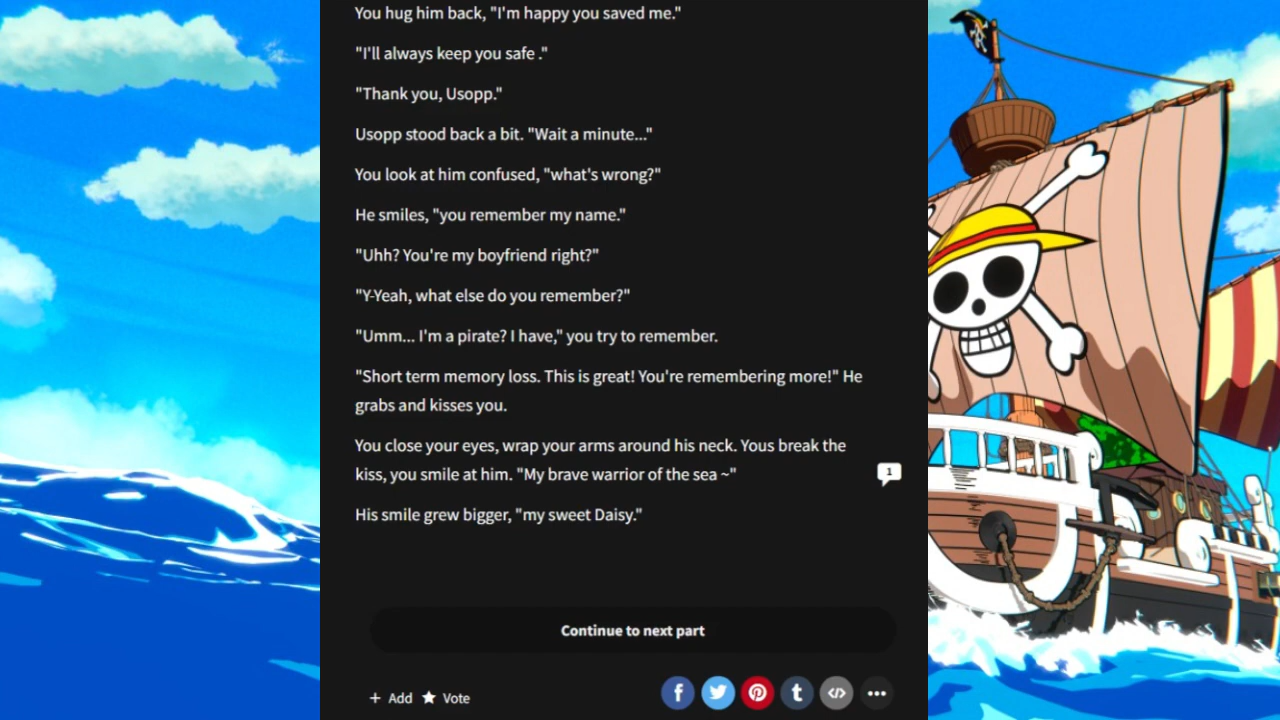 You hug him back, "I'm happy you saved me."
"I'll always keep you safe ."
"Thank you, Usopp."
Usopp stood back a bit. "Wait a minute..."
You look at him confused, "what's wrong?"
He smiles, "you remember my name."
"Uhh? You're my boyfriend right?"
"Y-Yeah, what else do you remember?"
"Umm... I'm a pirate? I have," you try to remember.
"Short term memory loss. This is great! You're remembering more!" He
grabs and kisses you.
You close your eyes, wrap your arms around his neck. Yous break the
kiss, you smile at him. "My brave warrior of the sea ~"
1
His smile grew bigger, "my sweet Daisy."
Continue to next part
+ Add ★ Vote